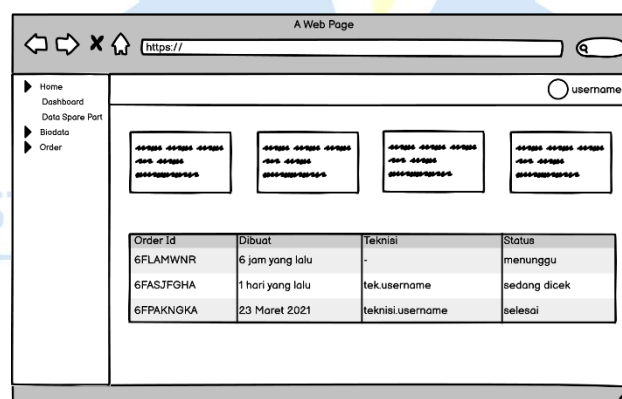 A Web Page
https://
Home
Dashboard
Data Spare Part
Biodata
Order
username
Order Id Dibuat Teknisi Status
6FLAMWNR 6 jam yang lalu - menunggu
6FASJFGHA 1 hari yang lalu tek.username sedang dicek
6FPAKNGKA 23 Maret 2021 teknisi.username selesai